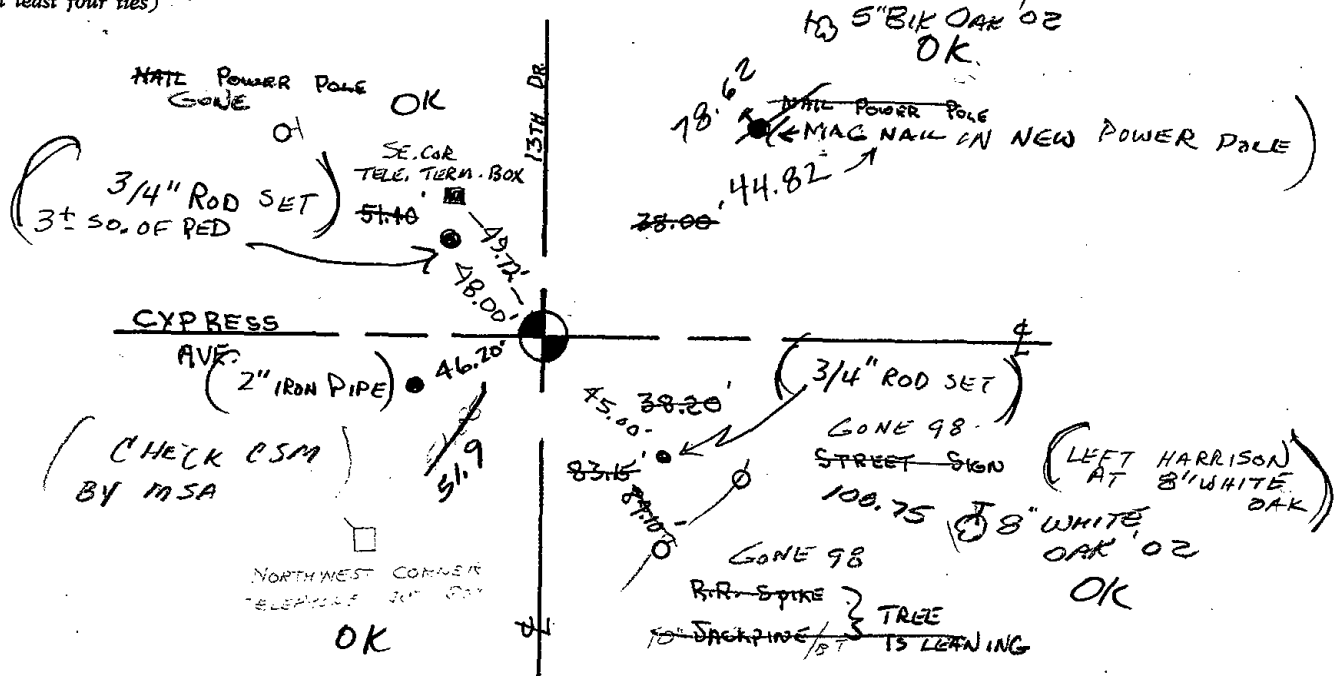 least four ties)
5" BLK OAK '02
OK
NAIL POWER POLE
GONE
OK
13TH DR.
78.62
NAIL POWER POLE
MAG NAIL IN NEW POWER POLE)
SE. COR
TELE. TERM. BOX
(3/4" ROD SET)
3± SO. OF PED
51.40'
44.82'
38.00'
49.72'
48.00'
CYPRESS
AVE.
(2" IRON PIPE)
46.20'
51.9
(CHECK CSM)
BY MSA
45.00'
38.20'
(3/4" ROD SET)
GONE 98
STREET SIGN
(LEFT HARRISON
AT 8" WHITE
OAK)
83.15'
100.75
8" WHITE
OAK '02
OK
NORTHWEST CORNER
TELEPHONE
OK
GONE 98
R.R. SPIKE
10" JACKPINE/BT
TREE
IS LEANING